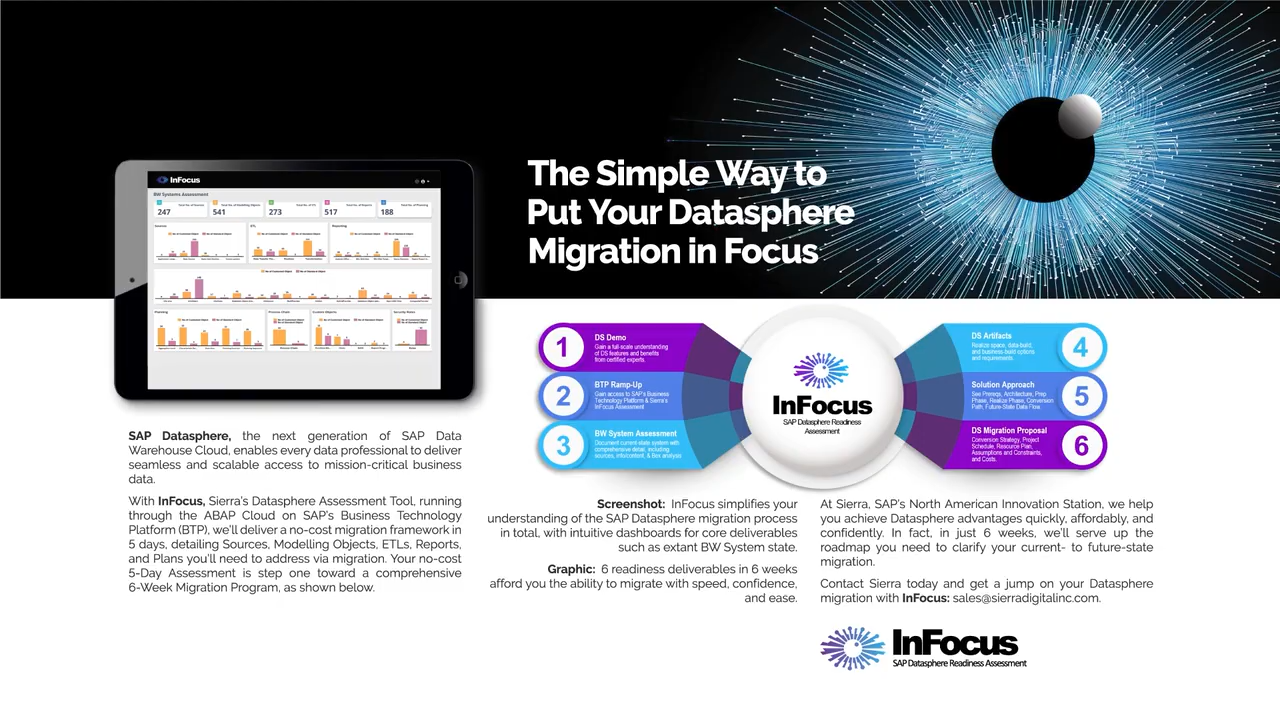 The Simple Way to
Put Your Datasphere
Migration in Focus
InFocus
BW Systems Assessment
247
541
273
517
188
Sources
ETL
Reporting
Planning
Process Chain
Custom Objects
Security Roles
SAP Datasphere, the next generation of SAP Data
Warehouse Cloud, enables every data professional to deliver
seamless and scalable access to mission-critical business
data.
With InFocus, Sierra's Datasphere Assessment Tool, running
through the ABAP Cloud on SAP's Business Technology
Platform (BTP), we'll deliver a no-cost migration framework in
5 days, detailing Sources, Modelling Objects, ETLs, Reports,
and Plans you'll need to address via migration. Your no-cost
5-Day Assessment is step one toward a comprehensive
6-Week Migration Program, as shown below.
1
DS Demo
Gain a full-scale understanding
of DS features and benefits
from certified experts.
2
BTP Ramp-Up
Gain access to SAP's Business
Technology Platform & Sierra's
InFocus Assessment
3
BW System Assessment
Document current-state system with
comprehensive detail, including
sources, info/content, & Bex analysis
InFocus
SAP Datasphere Readiness
Assessment
DS Artifacts
Realize space, data-build,
and business-build options
and requirements.
4
Solution Approach
See Prereqs, Architecture, Prep
Phase, Realize Phase, Conversion
Path, Future-State Data Flow.
5
DS Migration Proposal
Conversion Strategy, Project
Schedule, Resource Plan,
Assumptions and Constraints,
and Costs.
6
Screenshot: InFocus simplifies your
understanding of the SAP Datasphere migration process
in total, with intuitive dashboards for core deliverables
such as extant BW System state.
Graphic: 6 readiness deliverables in 6 weeks
afford you the ability to migrate with speed, confidence,
and ease.
At Sierra, SAP's North American Innovation Station, we help
you achieve Datasphere advantages quickly, affordably, and
confidently. In fact, in just 6 weeks, we'll serve up the
roadmap you need to clarify your current- to future-state
migration.
Contact Sierra today and get a jump on your Datasphere
migration with InFocus: sales@sierradigitalinc.com.
InFocus
SAP Datasphere Readiness Assessment